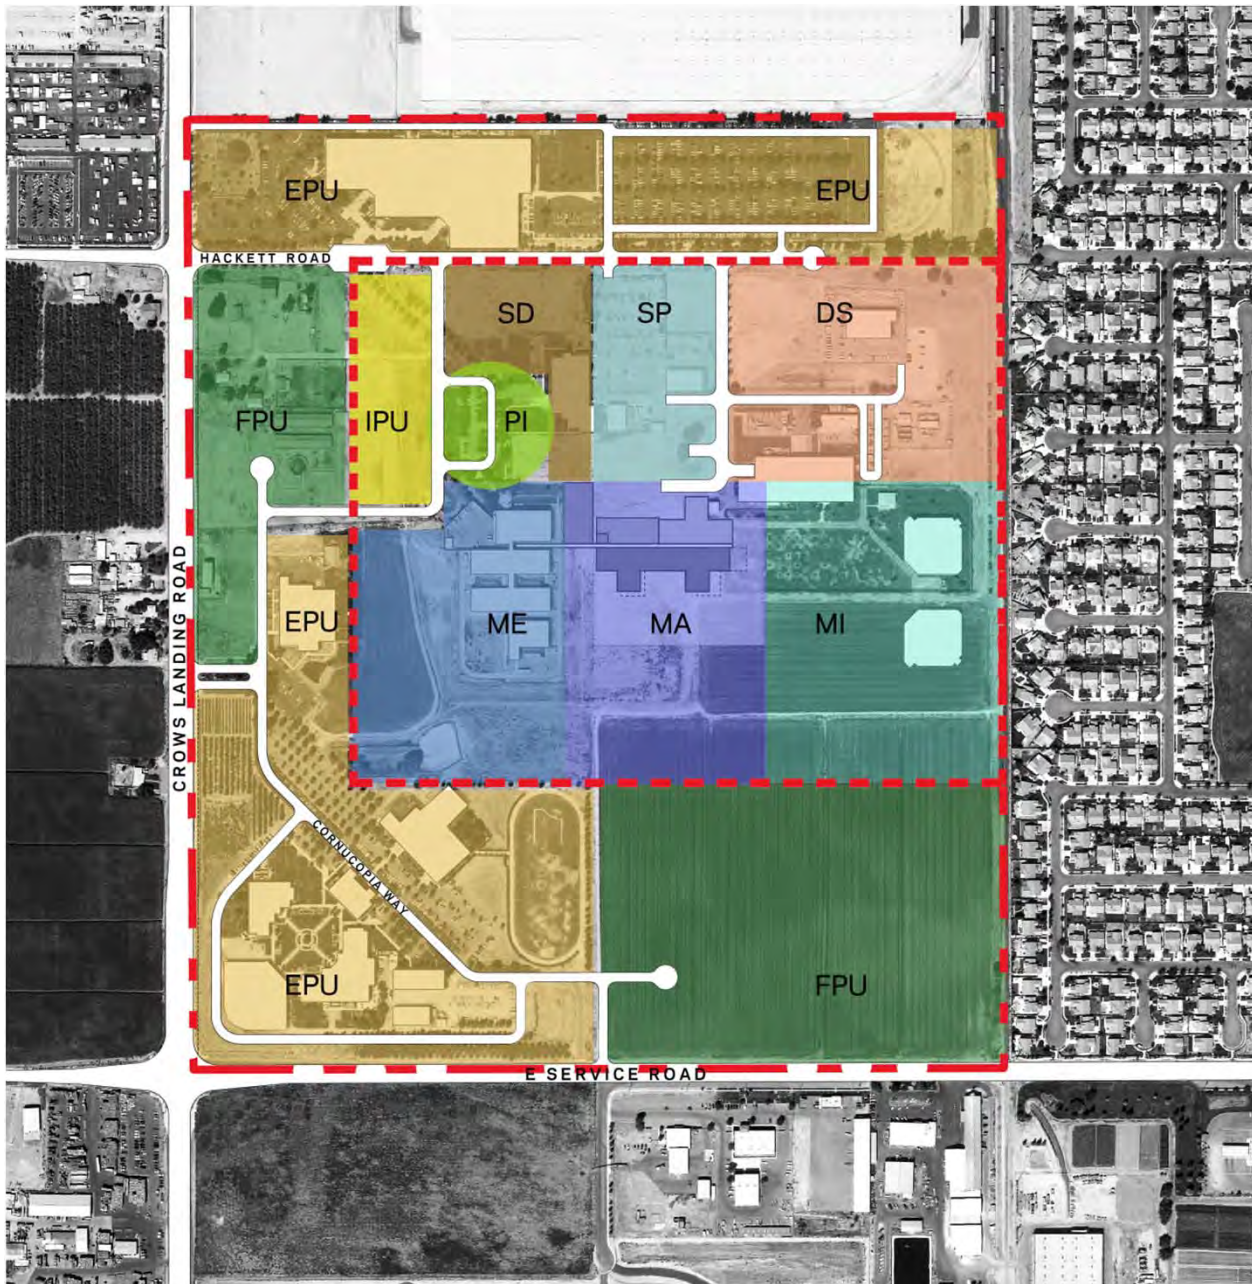 EPU
EPU
HACKETT ROAD
SD
SP
DS
FPU
IPU
PI
EPU
ME
MA
MI
CROWS LANDING ROAD
CORNUCOPIA WAY
EPU
FPU
E SERVICE ROAD